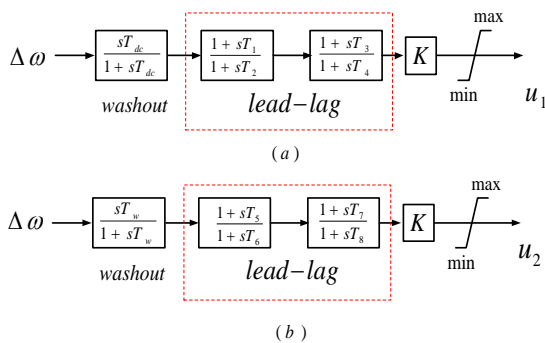 Δω
sT_dc / 1 + sT_dc
1 + sT_1 / 1 + sT_2
1 + sT_3 / 1 + sT_4
K
max
min
u_1
washout
lead-lag
(a)
Δω
sT_w / 1 + sT_w
1 + sT_5 / 1 + sT_6
1 + sT_7 / 1 + sT_8
K
max
min
u_2
washout
lead-lag
(b)